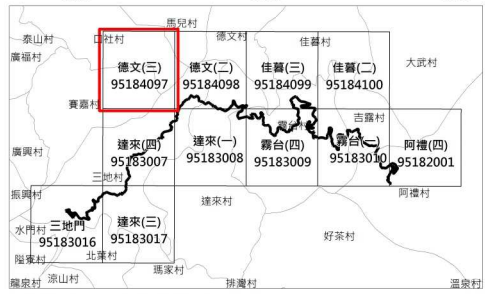 馬兒村
泰山村
口社村
德文村
佳暮村
廣福村
大武村
德文(三)
95184097
德文(二)
95184098
佳暮(三)
95184099
佳暮(二)
95184100
賽嘉村
吉露村
霧台村
廣興村
達來(四)
95183007
達來(一)
95183008
霧台(四)
95183009
霧台(一)
95183010
阿禮(四)
95182001
三地村
振興村
阿禮村
達來村
水門村
三地門
95183016
達來(三)
95183017
好茶村
隘寮村
北葉村
瑪家村
龍泉村
涼山村
排灣村
溫泉村